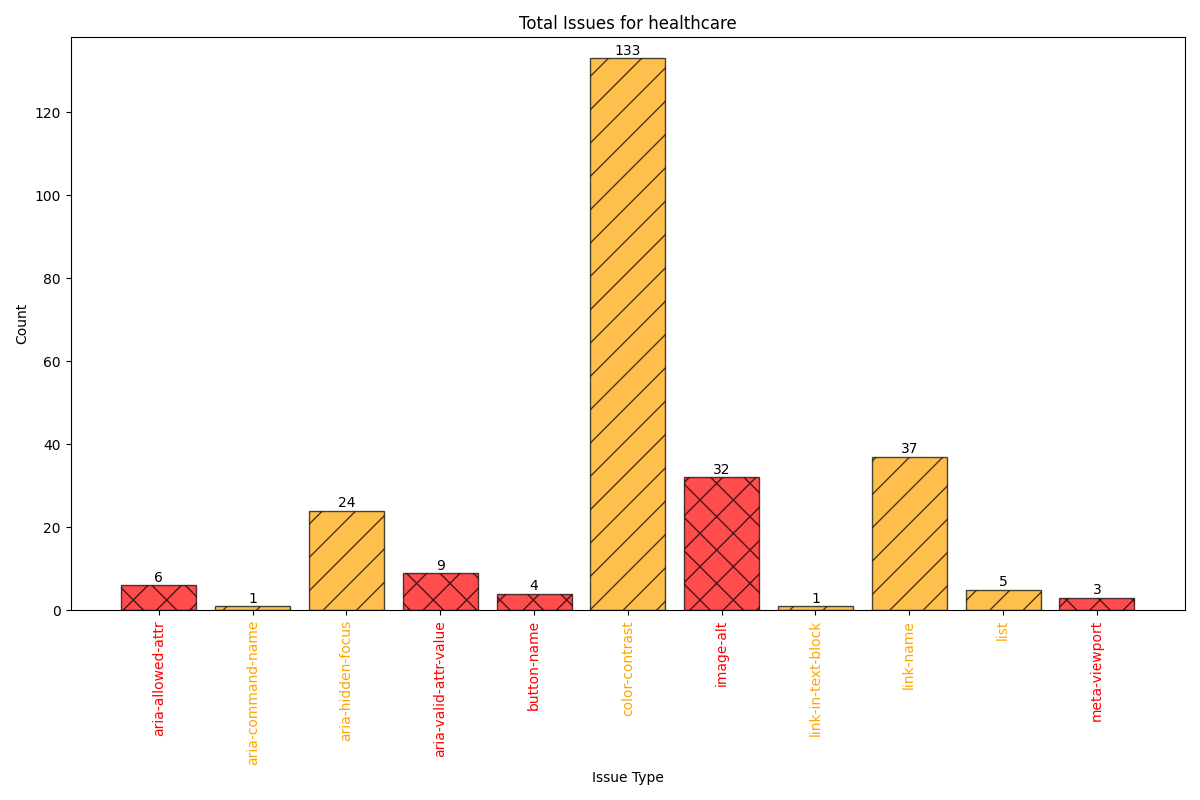 Total Issues for healthcare
Count
120
100
80
60
40
20
0
6
1
24
9
4
133
32
1
37
5
3
aria-allowed-attr
aria-command-name
aria-hidden-focus
aria-valid-attr-value
button-name
color-contrast
image-alt
link-in-text-block
link-name
list
meta-viewport
Issue Type